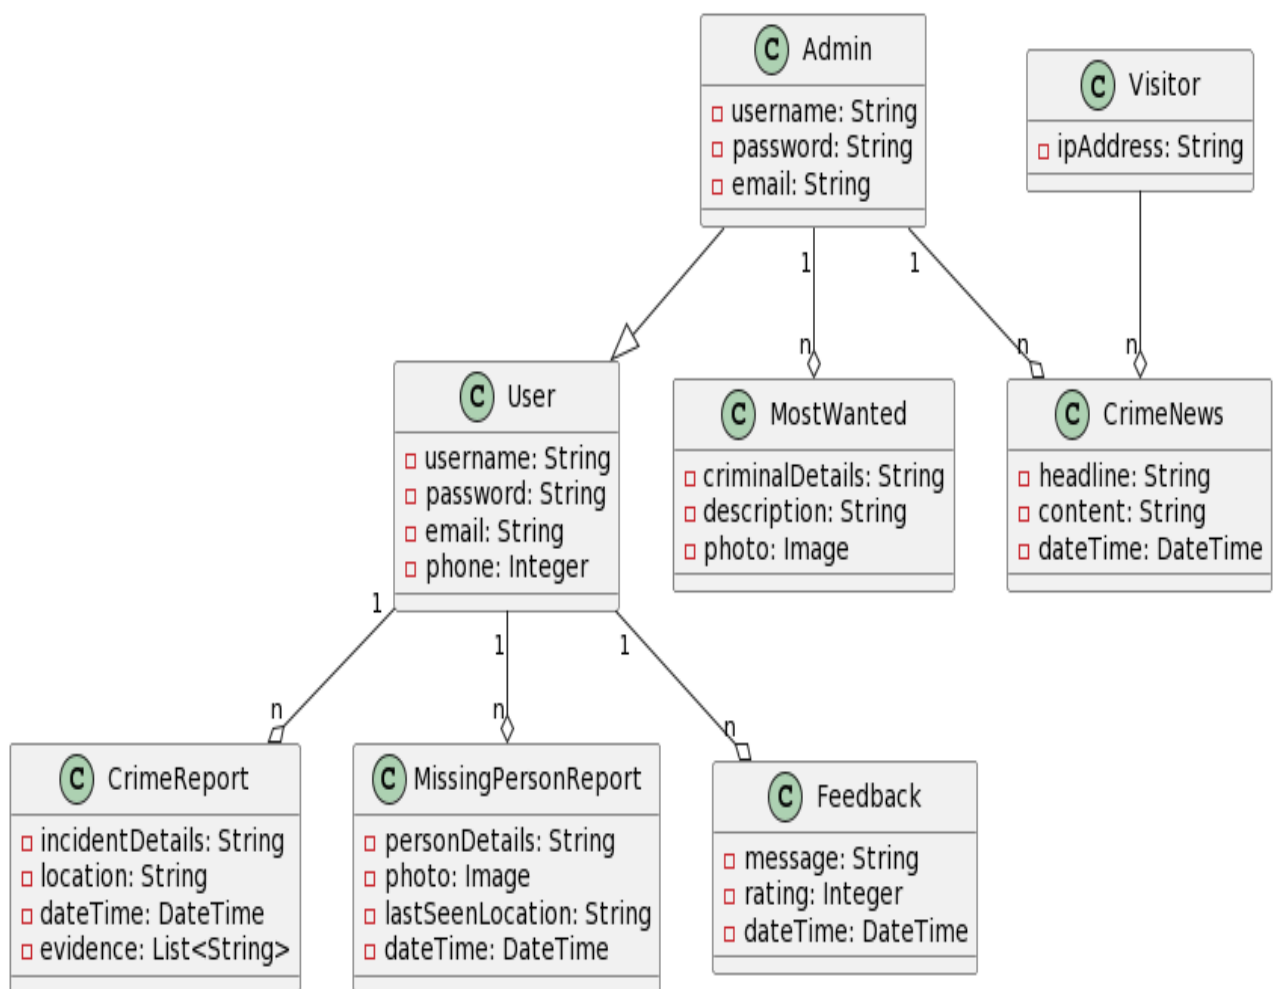 C Admin
username: String
password: String
email: String
C Visitor
ipAddress: String
1
1
n
n
n
C User
username: String
password: String
email: String
phone: Integer
C MostWanted
criminalDetails: String
description: String
photo: Image
C CrimeNews
headline: String
content: String
dateTime: DateTime
1
1
1
n
n
n
C CrimeReport
incidentDetails: String
location: String
dateTime: DateTime
evidence: List<String>
C MissingPersonReport
personDetails: String
photo: Image
lastSeenLocation: String
dateTime: DateTime
C Feedback
message: String
rating: Integer
dateTime: DateTime